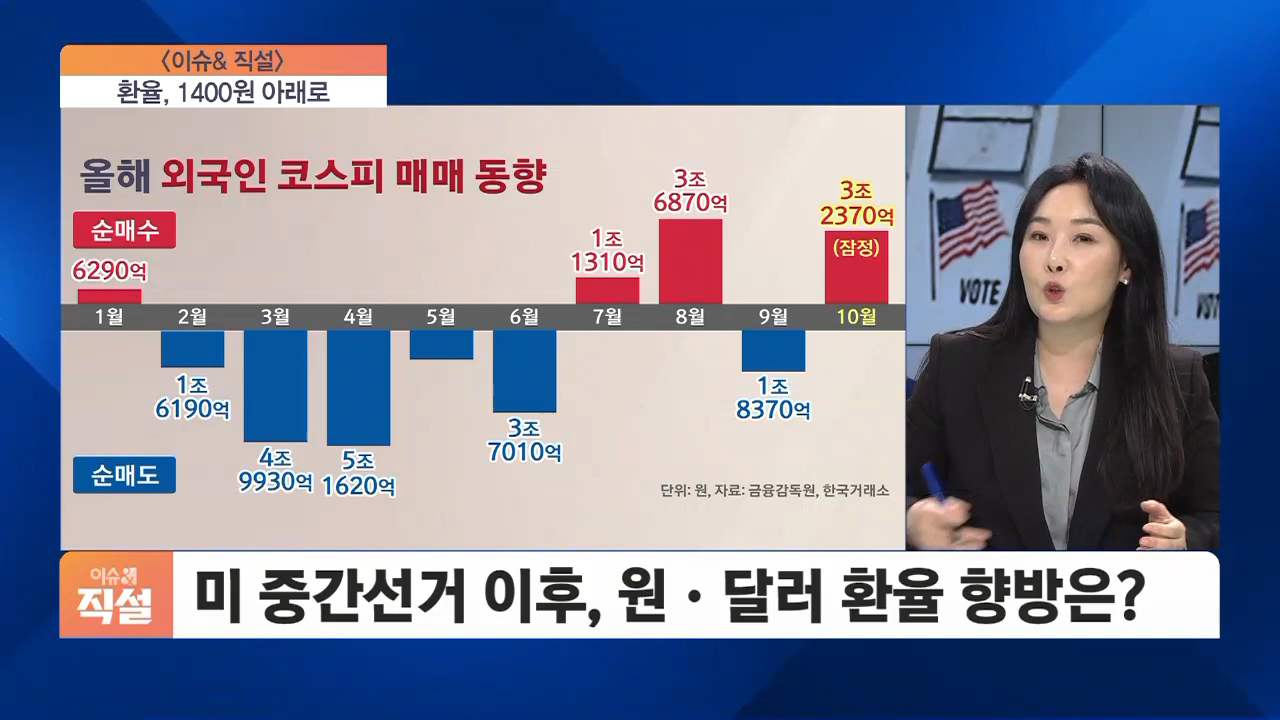 〈이슈& 직설〉
환율, 1400원 아래로
올해 외국인 코스피 매매 동향
순매수
6290억
1조
1310억
3조
6870억
3조
2370억
(잠정)
1월 2월 3월 4월 5월 6월 7월 8월 9월 10월
1조
6190억
4조
9930억
5조
1620억
3조
7010억
1조
8370억
순매도
단위: 원, 자료: 금융감독원, 한국거래소
VOTE
VOT
이슈&
직설
미 중간선거 이후, 원·달러 환율 향방은?